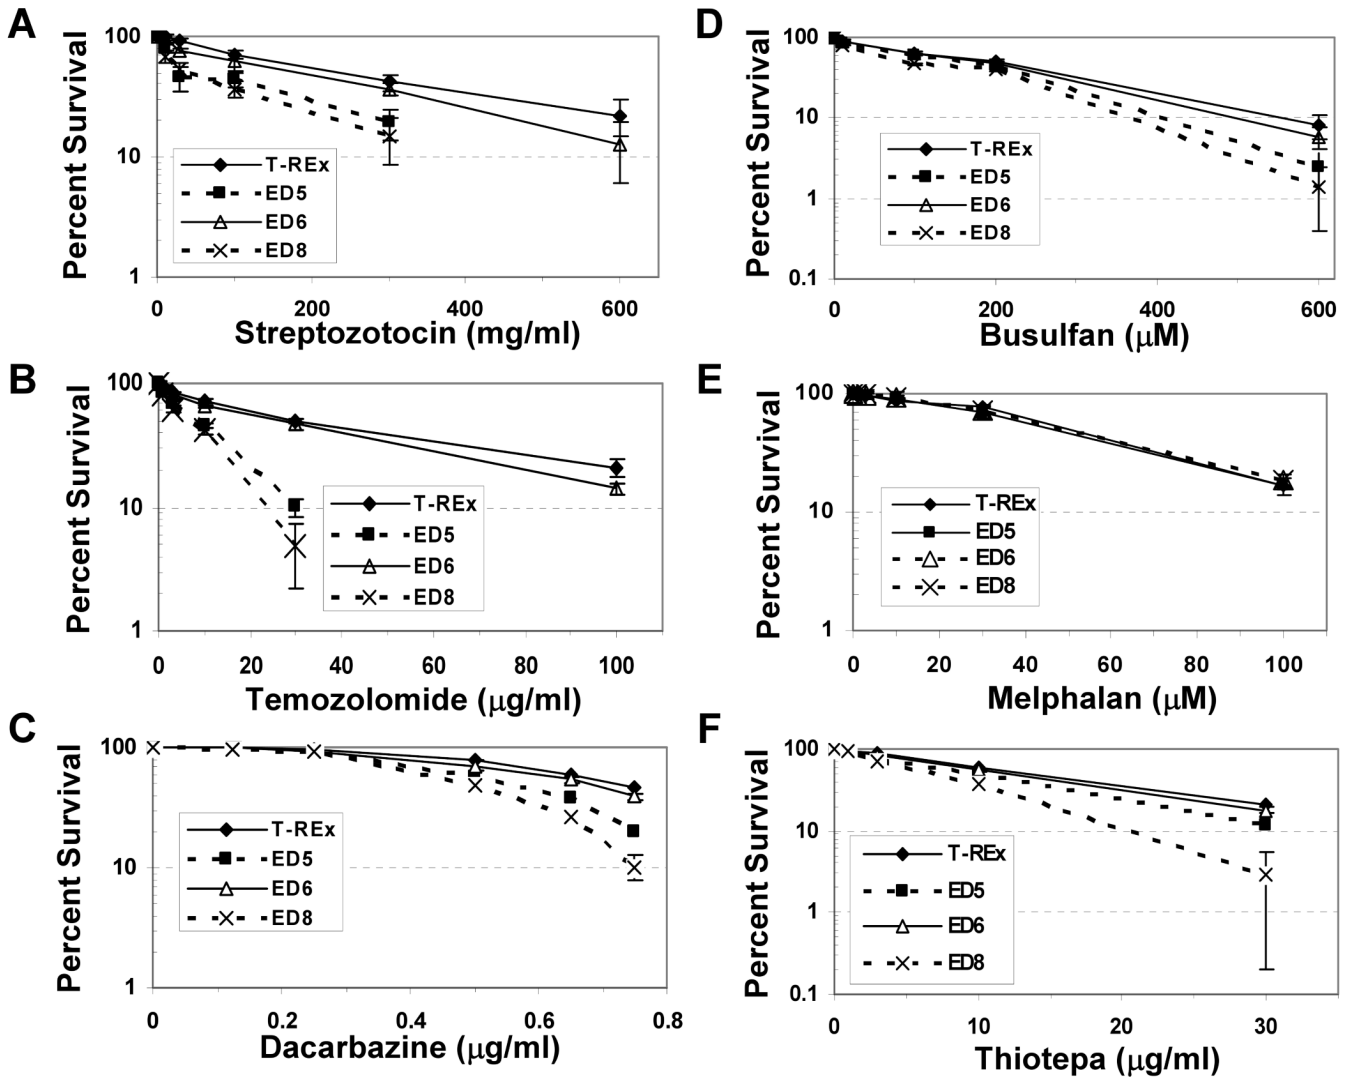 A
Percent Survival
100
10
1
T-REx
ED5
ED6
ED8
0 200 400 600
Streptozotocin (mg/ml)
D
Percent Survival
100
10
1
0.1
T-REx
ED5
ED6
ED8
0 200 400 600
Busulfan (μM)
B
Percent Survival
100
10
1
T-REx
ED5
ED6
ED8
0 20 40 60 80 100
Temozolomide (μg/ml)
E
Percent Survival
100
10
1
T-REx
ED5
ED6
ED8
0 20 40 60 80 100
Melphalan (μM)
C
Percent Survival
100
10
1
T-REx
ED5
ED6
ED8
0 0.2 0.4 0.6 0.8
Dacarbazine (μg/ml)
F
Percent Survival
100
10
1
0.1
T-REx
ED5
ED6
ED8
0 10 20 30
Thiotepa (μg/ml)